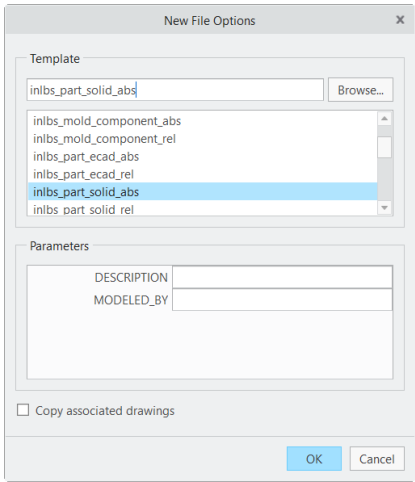 New File Options
Template
inlbs_part_solid_abs
Browse...
inlbs_mold_component_abs
inlbs_mold_component_rel
inlbs_part_ecad_abs
inlbs_part_ecad_rel
inlbs_part_solid_abs
inlbs_part_solid_rel
Parameters
DESCRIPTION
MODELED_BY
Copy associated drawings
OK Cancel